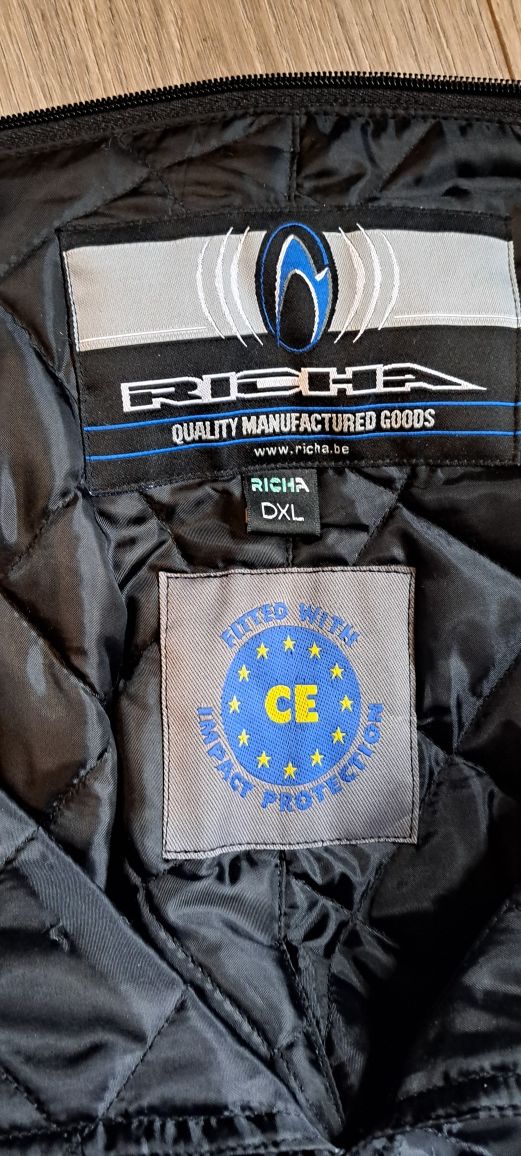 RICHA
QUALITY MANUFACTURED GOODS
www.richa.be
RICHA
DXL
FITTED WITH
CE
IMPACT PROTECTION